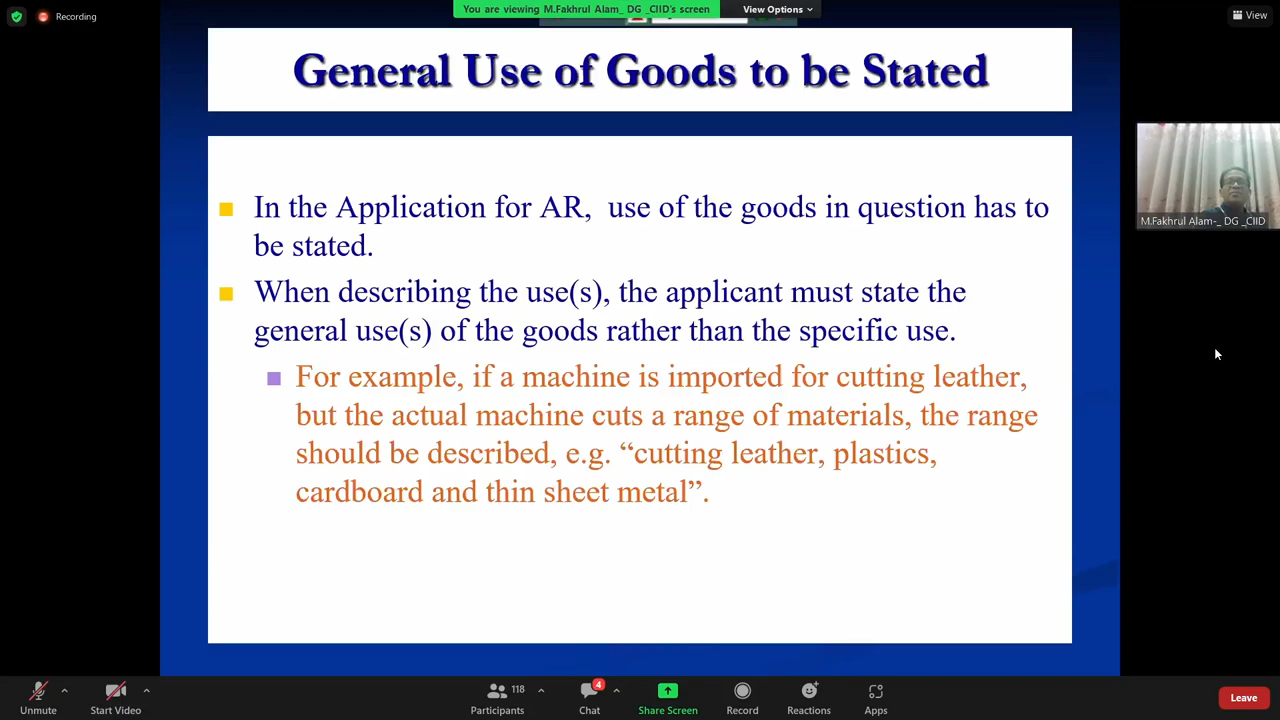 You are viewing M.Fakhrul Alam_ DG _CIID's screen
View Options
Recording
View
General Use of Goods to be Stated
In the Application for AR, use of the goods in question has to
be stated.
When describing the use(s), the applicant must state the
general use(s) of the goods rather than the specific use.
For example, if a machine is imported for cutting leather,
but the actual machine cuts a range of materials, the range
should be described, e.g. “cutting leather, plastics,
cardboard and thin sheet metal”.
M.Fakhrul Alam-_ DG _CIID
118
4
Unmute
Start Video
Participants
Chat
Share Screen
Record
Reactions
Apps
Leave